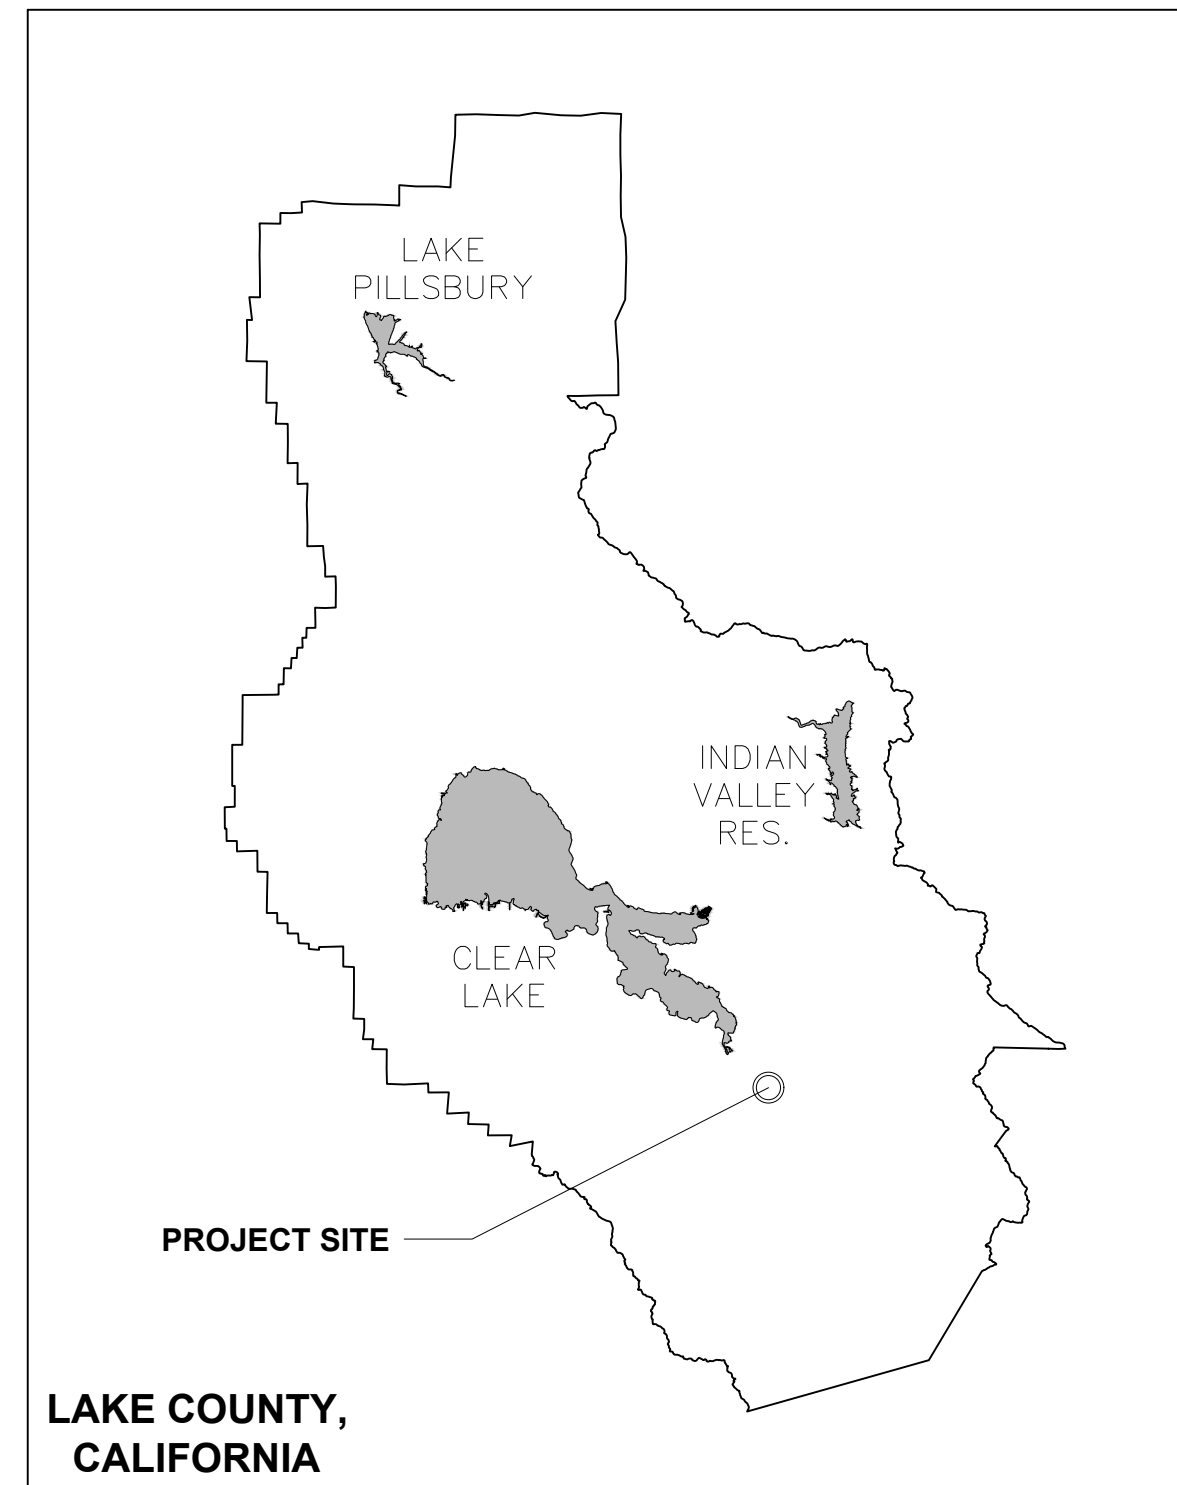 LAKE
PILLSBURY
INDIAN
VALLEY
RES.
CLEAR
LAKE
PROJECT SITE
LAKE COUNTY,
CALIFORNIA